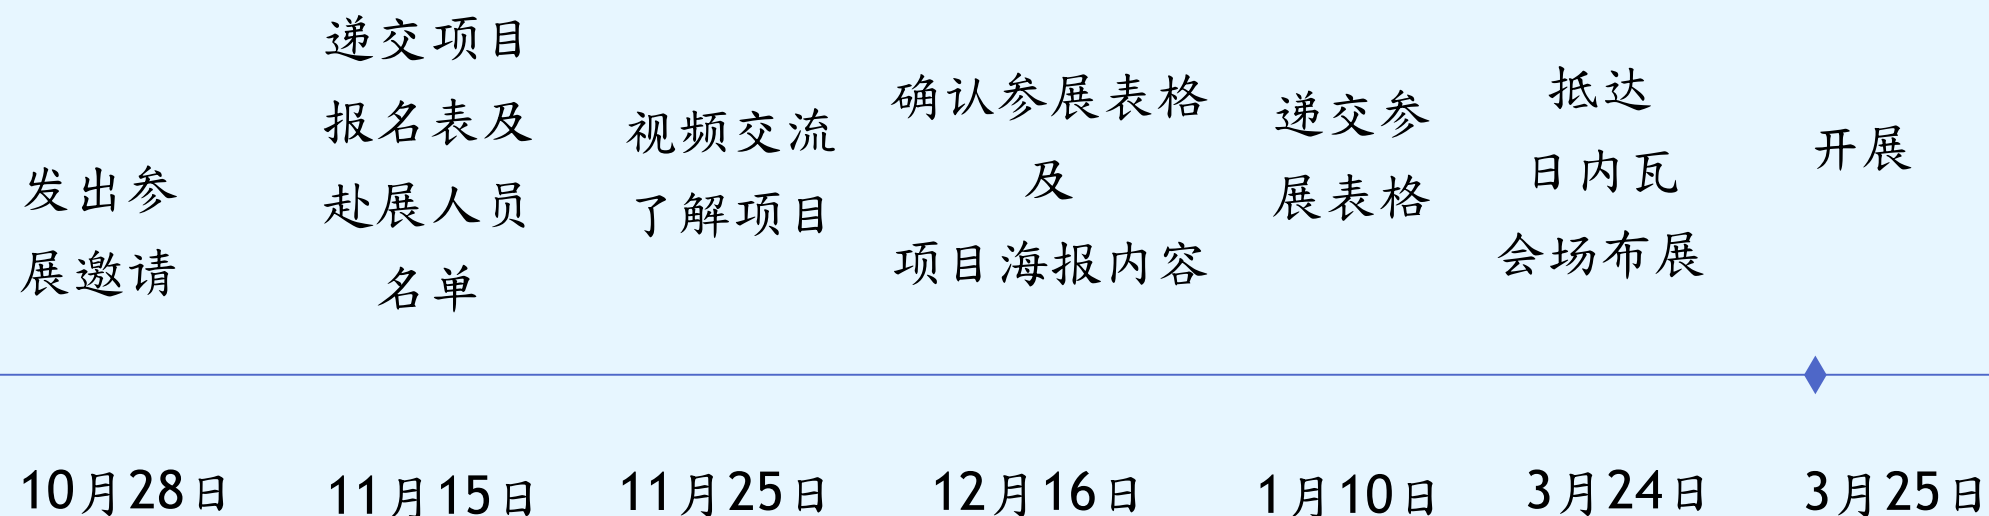 发出参
展邀请
递交项目
报名表及
赴展人员
名单
视频交流
了解项目
确认参展表格
及
项目海报内容
递交参
展表格
抵达
日内瓦
会场布展
开展
10月28日
11月15日
11月25日
12月16日
1月10日
3月24日
3月25日